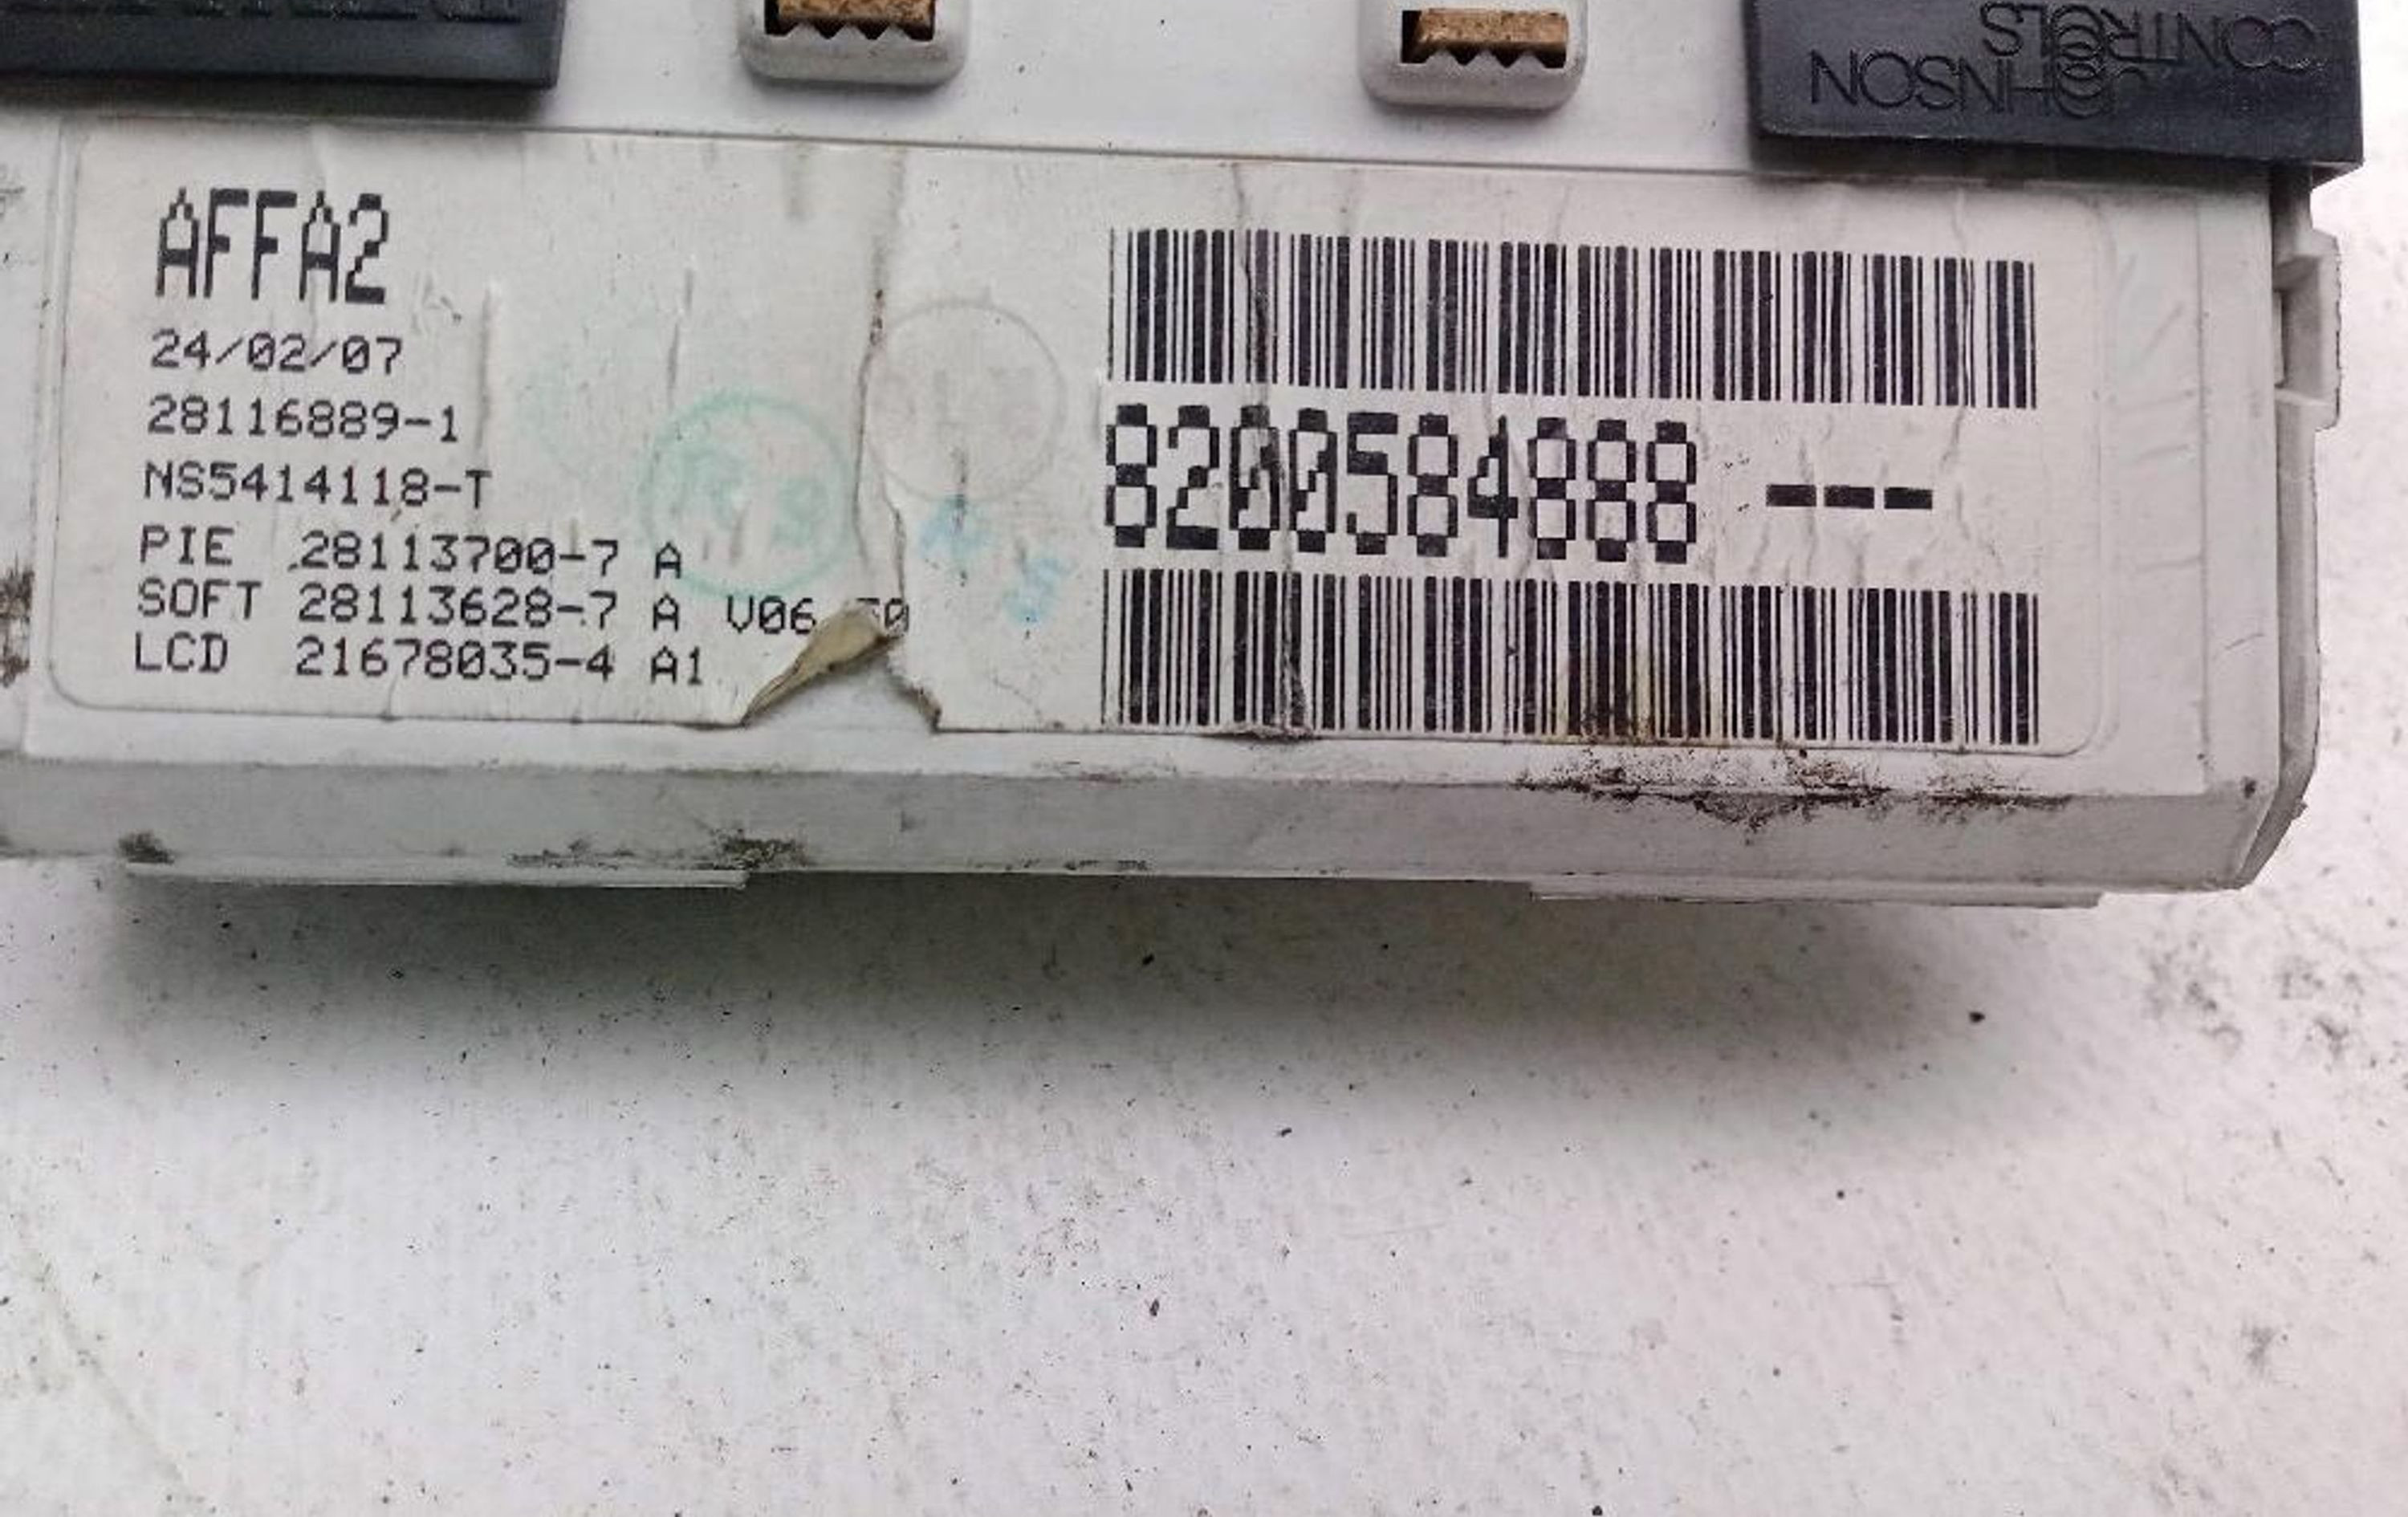 JOHNSON
CONTROLS
AFFA2
24/02/07
28116889-1
NS5414118-T
PIE 28113700-7 A
SOFT 28113628-7 A V06
LCD 21678035-4 A1
8200584888 ---